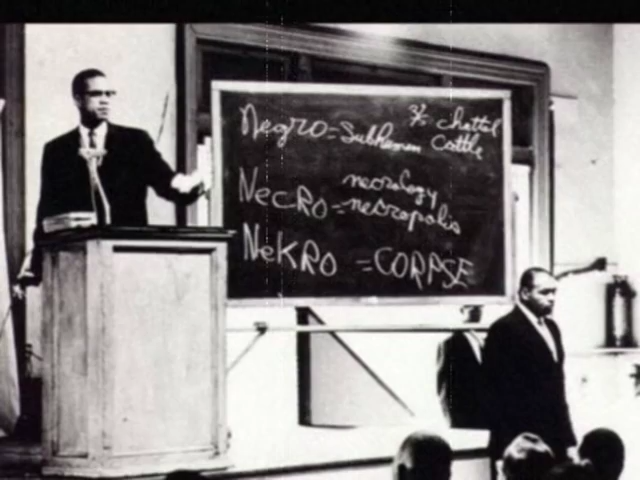 Negro = Subhuman 3/5 chattel
cattle
necrology
NecRo = necropolis
NeKRO = CORPSE